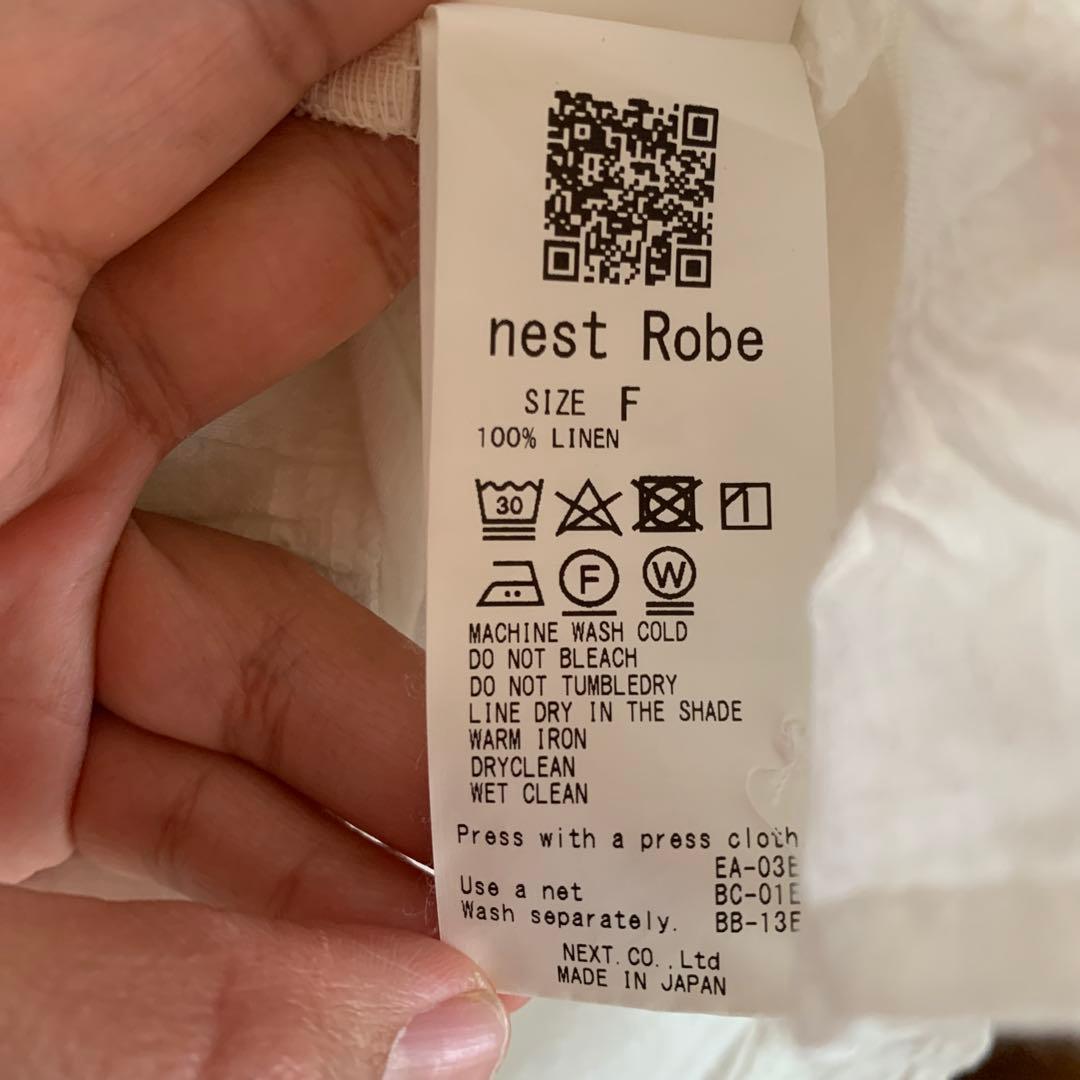 nest Robe
SIZE F
100% LINEN
30
F W
MACHINE WASH COLD
DO NOT BLEACH
DO NOT TUMBLEDRY
LINE DRY IN THE SHADE
WARM IRON
DRYCLEAN
WET CLEAN
Press with a press cloth
EA-03E
Use a net BC-01E
Wash separately. BB-13E
NEXT.CO.,Ltd
MADE IN JAPAN